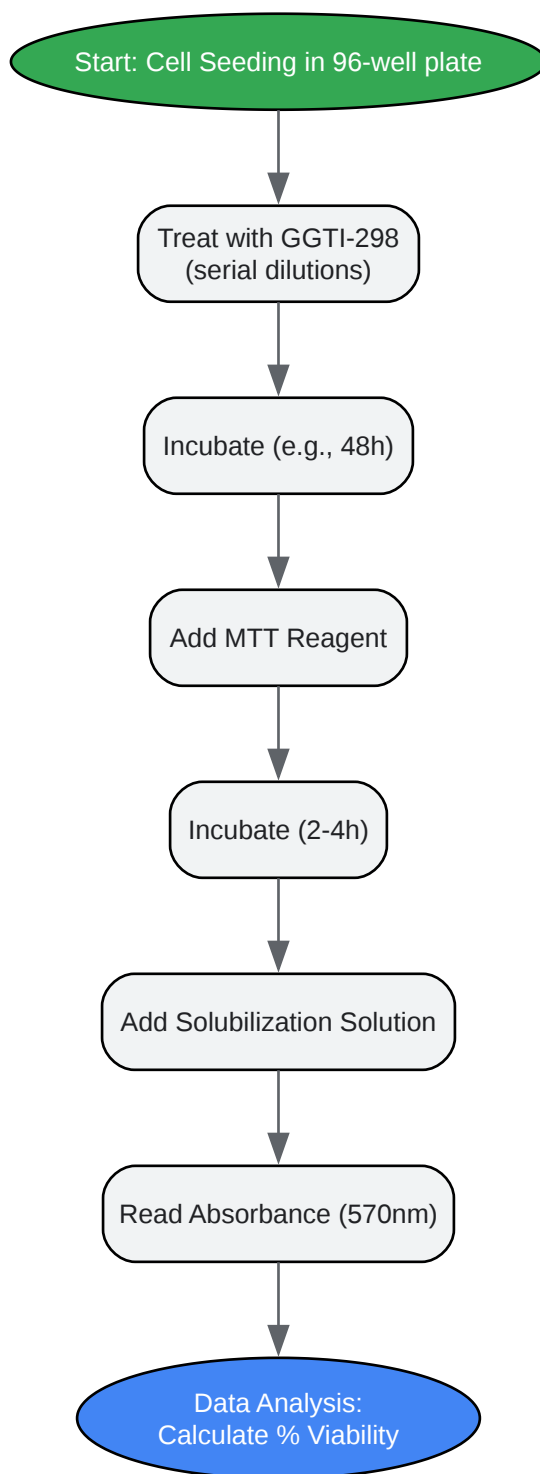 Start: Cell Seeding in 96-well plate
Treat with GGTI-298
(serial dilutions)
Incubate (e.g., 48h)
Add MTT Reagent
Incubate (2-4h)
Add Solubilization Solution
Read Absorbance (570nm)
Data Analysis:
Calculate % Viability